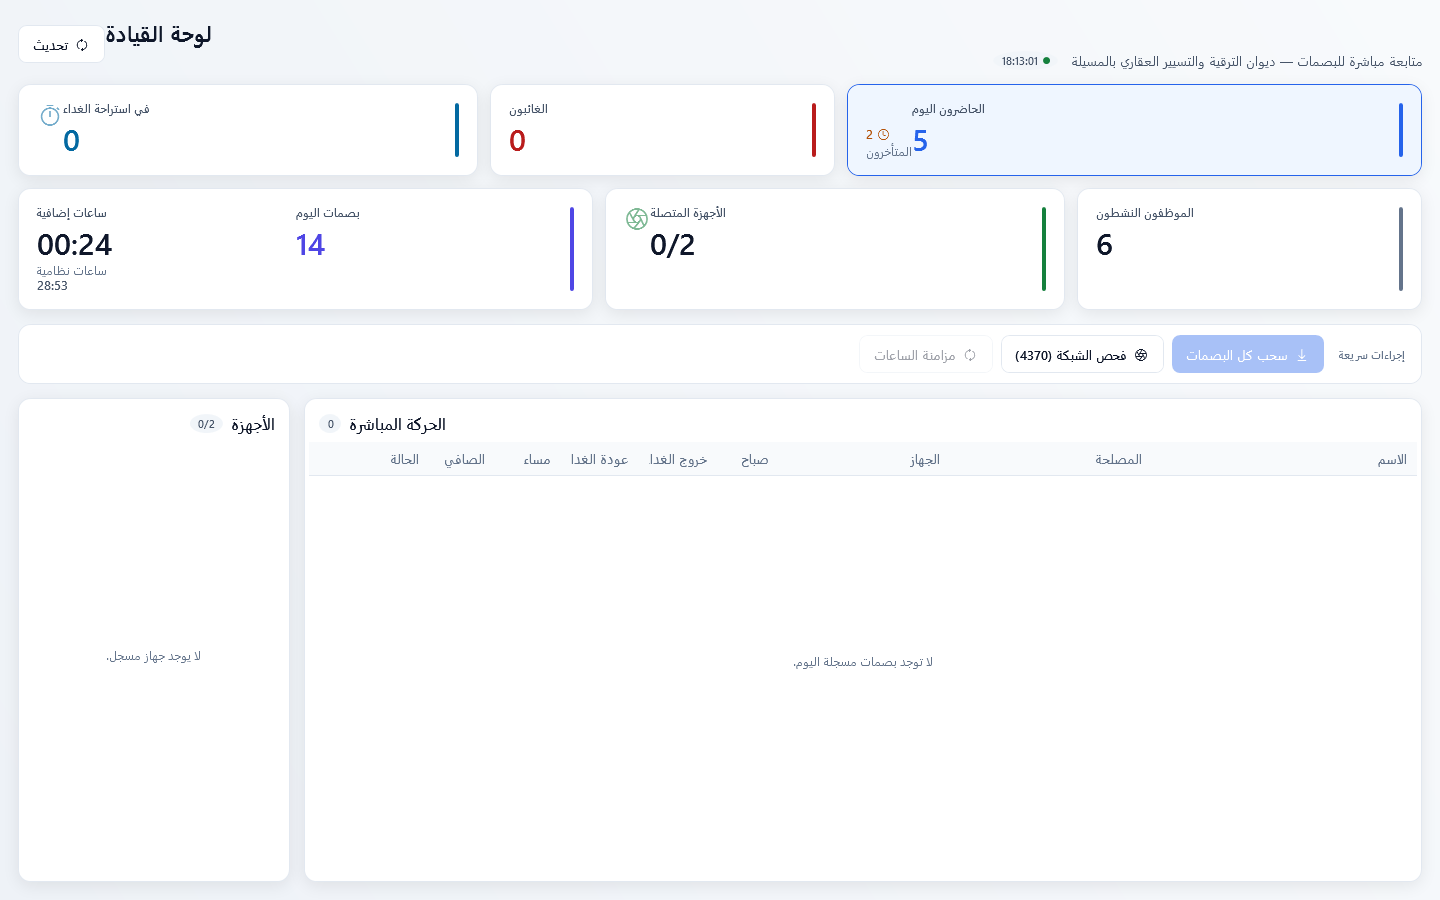 لوحة القيادة
تحديث
متابعة مباشرة للبصمات — ديوان الترقية والتسيير العقاري بالمسيلة
18:13:01
الحاضرون اليوم
5
2
المتأخرون
الغائبون
0
في استراحة الغداء
0
الموظفون النشطون
6
الأجهزة المتصلة
0/2
بصمات اليوم
14
ساعات إضافية
00:24
ساعات نظامية
28:53
إجراءات سريعة
سحب كل البصمات
فحص الشبكة (4370)
مزامنة الساعات
الحركة المباشرة 0
الاسم المصلحة الجهاز صباح خروج الغدا عودة الغدا مساء الصافي الحالة
لا توجد بصمات مسجلة اليوم.
الأجهزة 0/2
لا يوجد جهاز مسجل.